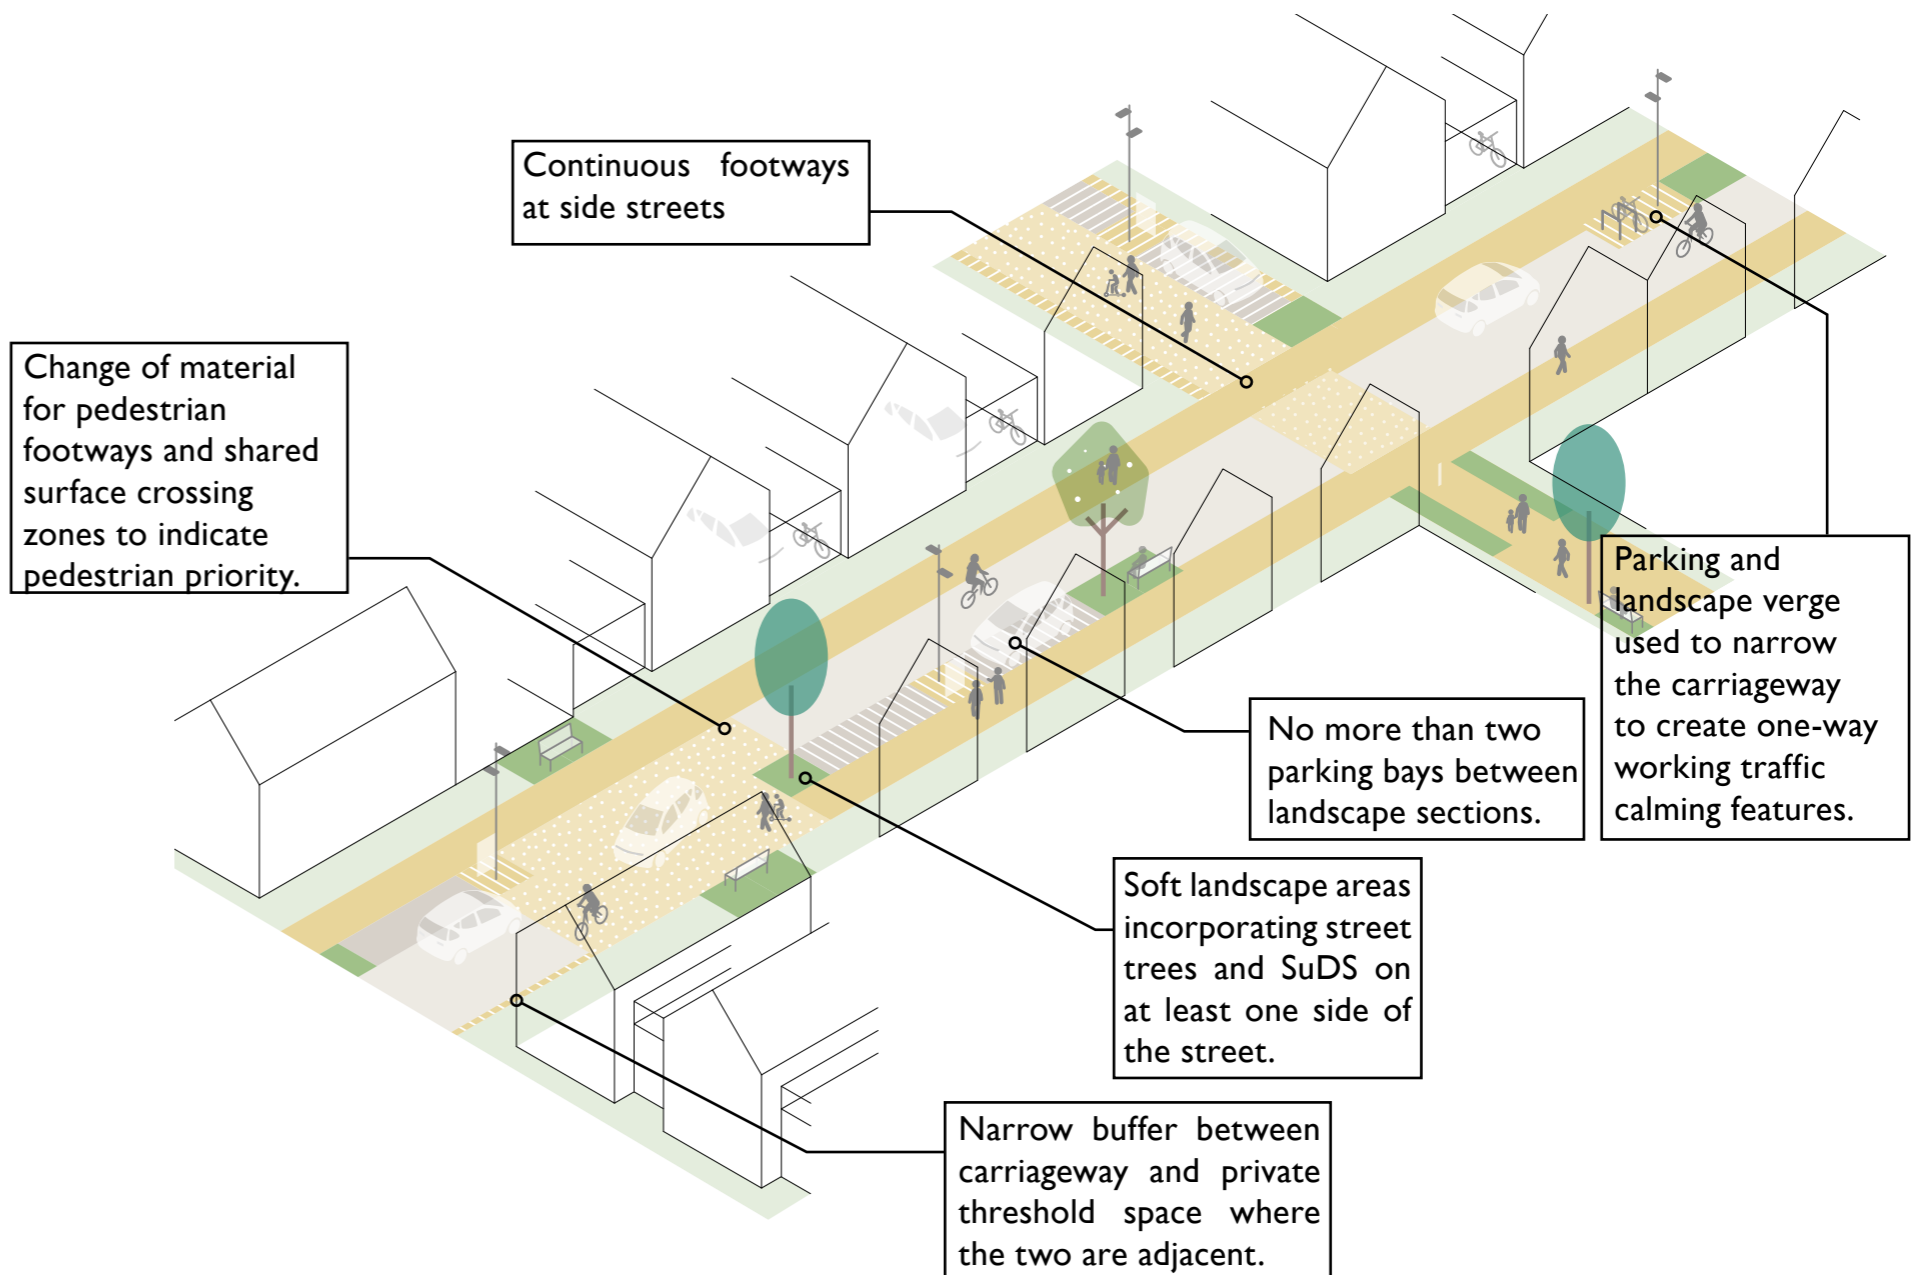 Continuous footways
at side streets
Change of material
for pedestrian
footways and shared
surface crossing
zones to indicate
pedestrian priority.
Parking and
landscape verge
used to narrow
the carriageway
to create one-way
working traffic
calming features.
No more than two
parking bays between
landscape sections.
Soft landscape areas
incorporating street
trees and SuDS on
at least one side of
the street.
Narrow buffer between
carriageway and private
threshold space where
the two are adjacent.